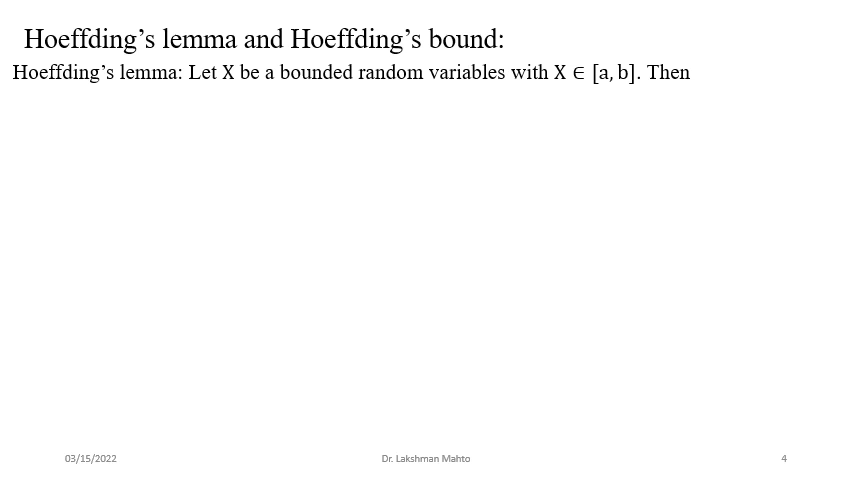 Hoeffding’s lemma and Hoeffding’s bound:
Hoeffding’s lemma: Let X be a bounded random variables with X ∈ [a, b]. Then
03/15/2022
Dr. Lakshman Mahto
4